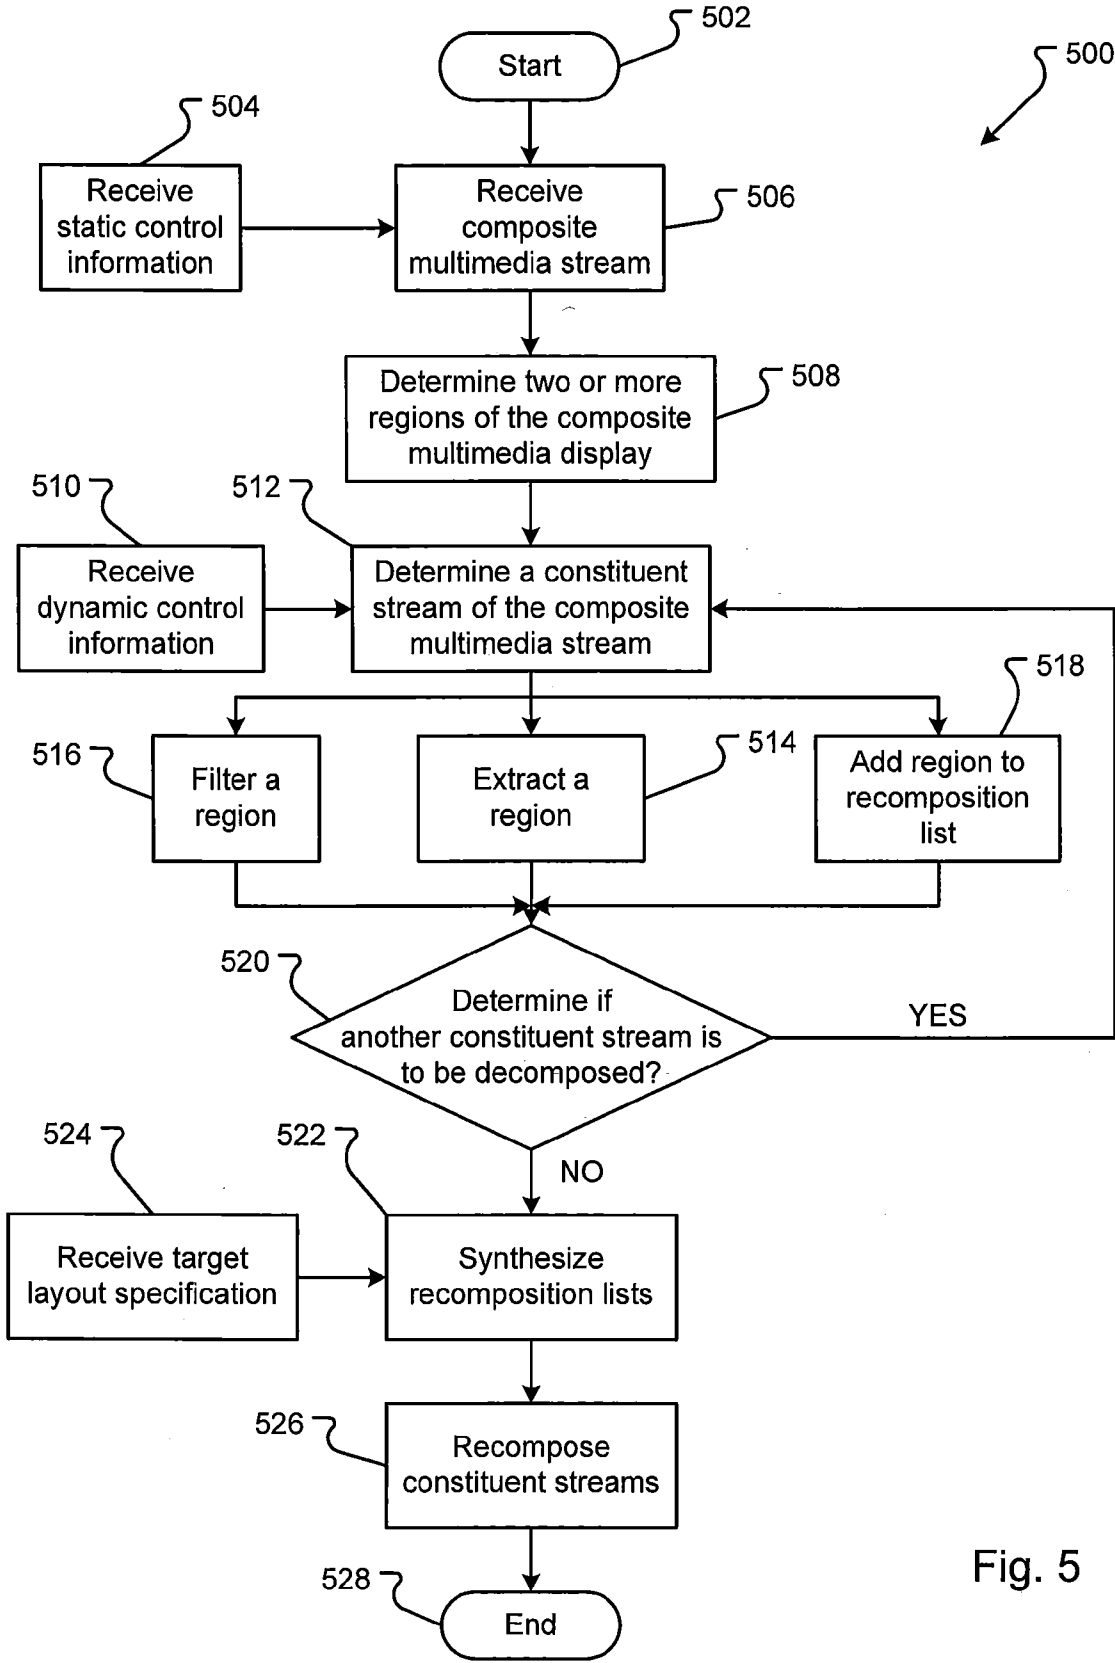 502
Start
500
504
Receive
static control
information
Receive
composite
multimedia stream
506
Determine two or more
regions of the composite
multimedia display
508
510
Receive
dynamic control
information
512
Determine a constituent
stream of the composite
multimedia stream
518
516
Filter a
region
Extract a
region
514
Add region to
recomposition
list
520
Determine if
another constituent stream is
to be decomposed?
YES
NO
524
Receive target
layout specification
522
Synthesize
recomposition lists
526
Recompose
constituent streams
528
End
Fig. 5